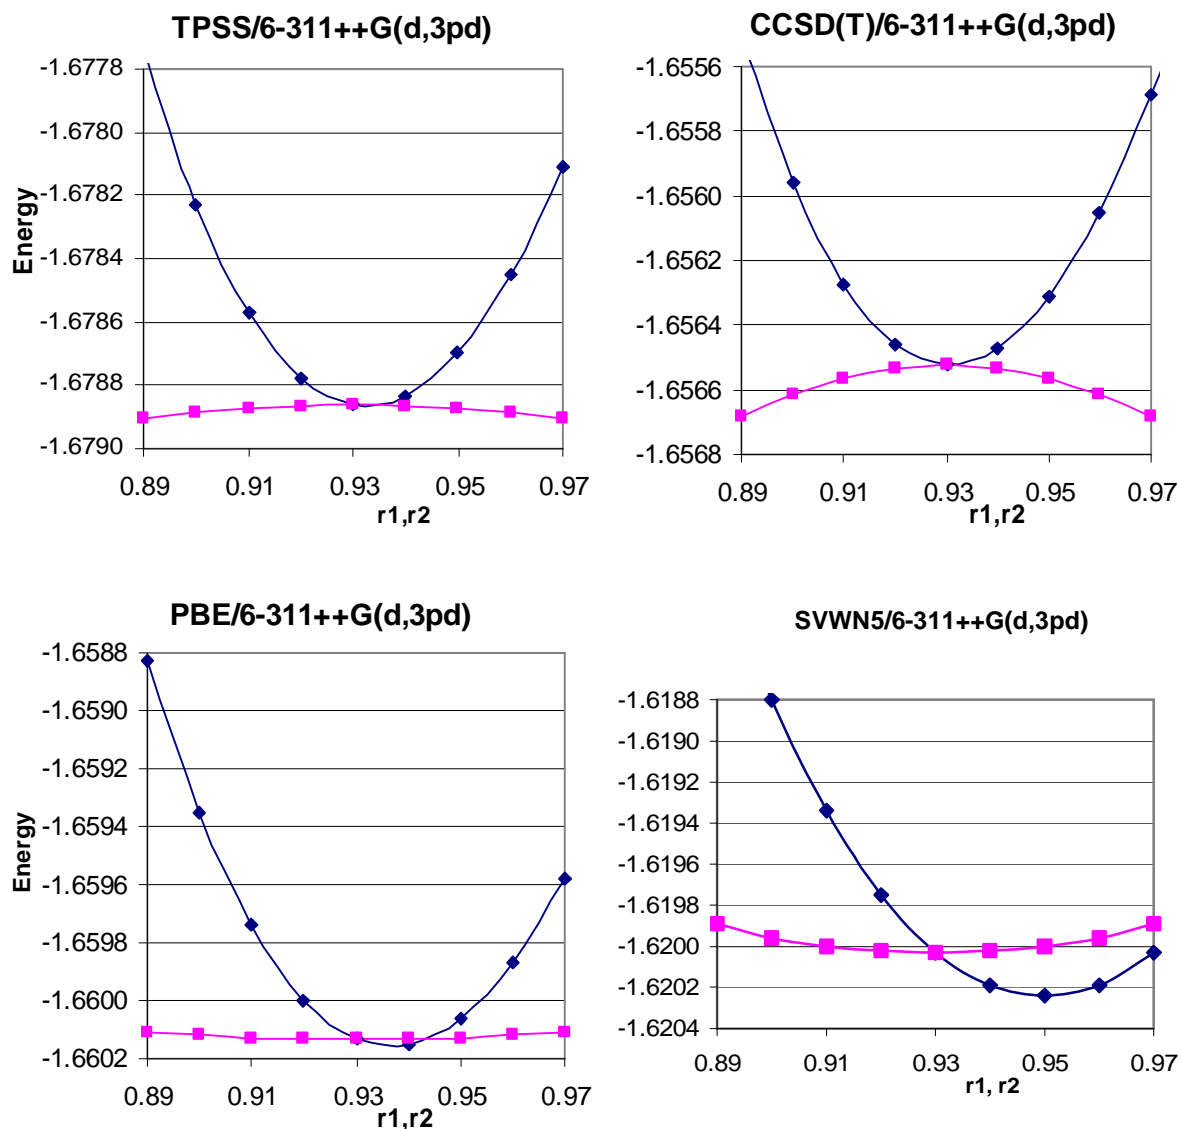 TPSS/6-311++G(d,3pd)
-1.6778
-1.6780
-1.6782
-1.6784
-1.6786
-1.6788
-1.6790
Energy
0.89 0.91 0.93 0.95 0.97
r1,r2
CCSD(T)/6-311++G(d,3pd)
-1.6556
-1.6558
-1.6560
-1.6562
-1.6564
-1.6566
-1.6568
0.89 0.91 0.93 0.95 0.97
r1,r2
PBE/6-311++G(d,3pd)
-1.6588
-1.6590
-1.6592
-1.6594
-1.6596
-1.6598
-1.6600
-1.6602
Energy
0.89 0.91 0.93 0.95 0.97
r1,r2
SVWN5/6-311++G(d,3pd)
-1.6188
-1.6190
-1.6192
-1.6194
-1.6196
-1.6198
-1.6200
-1.6202
-1.6204
0.89 0.91 0.93 0.95 0.97
r1, r2